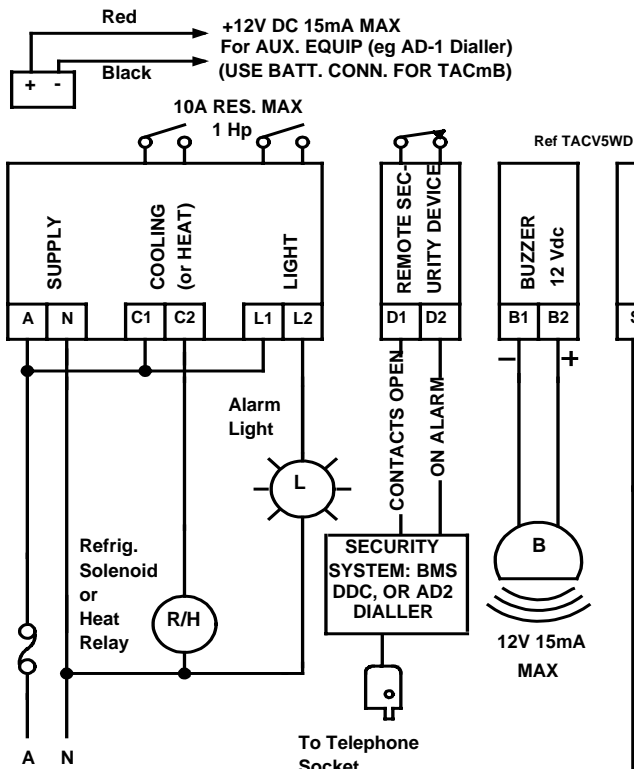 Red
+12V DC 15mA MAX
For AUX. EQUIP (eg AD-1 Dialler)
(USE BATT. CONN. FOR TACmB)
Black
+ -
10A RES. MAX
1 Hp
Ref TACV5WD
SUPPLY
COOLING
(or HEAT)
LIGHT
REMOTE SEC-
URITY DEVICE
BUZZER
12 Vdc
A N C1 C2 L1 L2 D1 D2 B1 B2 S
− +
CONTACTS OPEN
ON ALARM
Alarm
Light
L
Refrig.
Solenoid
or
Heat
Relay
R/H
SECURITY
SYSTEM: BMS
DDC, OR AD2
DIALLER
B
12V 15mA
MAX
To Telephone
Socket
A N